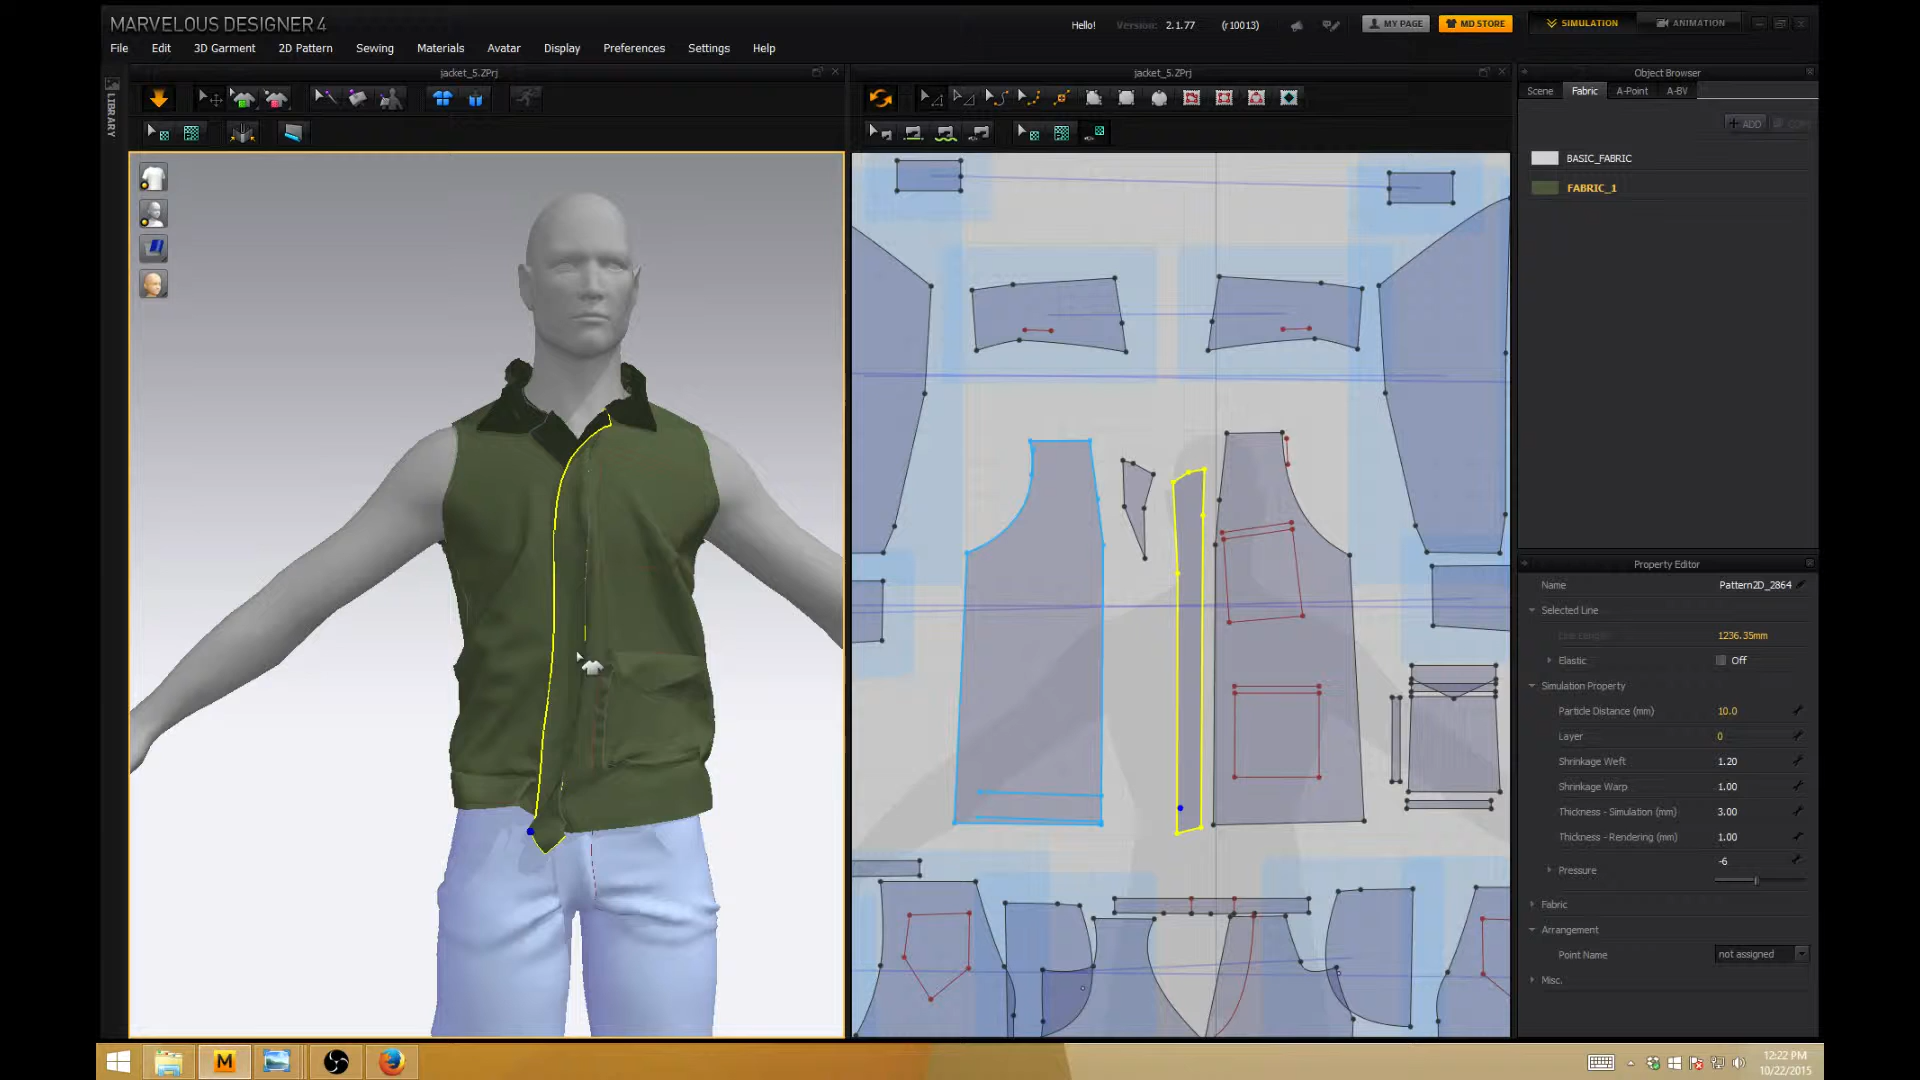 MARVELOUS DESIGNER 4
Hello!
Version: 2.1.77
(r10013)
MY PAGE
MD STORE
SIMULATION
ANIMATION
File
Edit
3D Garment
2D Pattern
Sewing
Materials
Avatar
Display
Preferences
Settings
Help
jacket_5.ZPrj
jacket_5.ZPrj
Object Browser
LIBRARY
Scene
Fabric
A-Point
A-BV
+ ADD
COPY
BASIC_FABRIC
FABRIC_1
Property Editor
Name
Pattern2D_2864
Selected Line
Line Length
1236.35mm
Elastic
Off
Simulation Property
Particle Distance (mm)
10.0
Layer
0
Shrinkage Weft
1.20
Shrinkage Warp
1.00
Thickness - Simulation (mm)
3.00
Thickness - Rendering (mm)
1.00
Pressure
-6
Fabric
Arrangement
Point Name
not assigned
Misc.
M
12:22 PM
10/22/2015